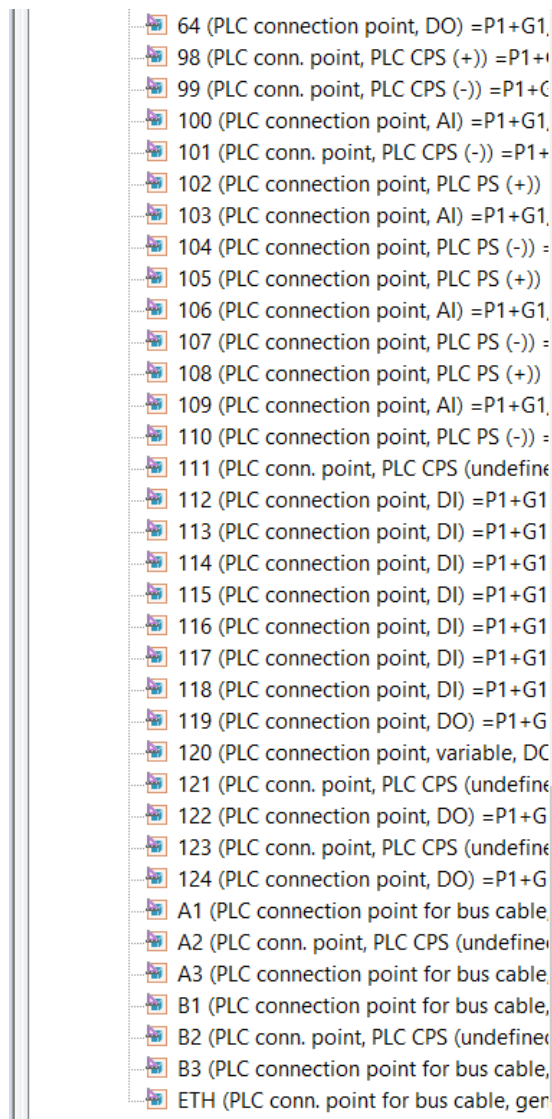 64 (PLC connection point, DO) =P1+G1,
98 (PLC conn. point, PLC CPS (+)) =P1+
99 (PLC conn. point, PLC CPS (-)) =P1+G
100 (PLC connection point, AI) =P1+G1,
101 (PLC conn. point, PLC CPS (-)) =P1+
102 (PLC connection point, PLC PS (+))
103 (PLC connection point, AI) =P1+G1,
104 (PLC connection point, PLC PS (-)) =
105 (PLC connection point, PLC PS (+))
106 (PLC connection point, AI) =P1+G1,
107 (PLC connection point, PLC PS (-)) =
108 (PLC connection point, PLC PS (+))
109 (PLC connection point, AI) =P1+G1,
110 (PLC connection point, PLC PS (-)) =
111 (PLC conn. point, PLC CPS (undefine
112 (PLC connection point, DI) =P1+G1
113 (PLC connection point, DI) =P1+G1
114 (PLC connection point, DI) =P1+G1
115 (PLC connection point, DI) =P1+G1
116 (PLC connection point, DI) =P1+G1
117 (PLC connection point, DI) =P1+G1
118 (PLC connection point, DI) =P1+G1
119 (PLC connection point, DO) =P1+G
120 (PLC connection point, variable, DO
121 (PLC conn. point, PLC CPS (undefine
122 (PLC connection point, DO) =P1+G
123 (PLC conn. point, PLC CPS (undefine
124 (PLC connection point, DO) =P1+G
A1 (PLC connection point for bus cable,
A2 (PLC conn. point, PLC CPS (undefined
A3 (PLC connection point for bus cable,
B1 (PLC connection point for bus cable,
B2 (PLC conn. point, PLC CPS (undefined
B3 (PLC connection point for bus cable,
ETH (PLC conn. point for bus cable, gen